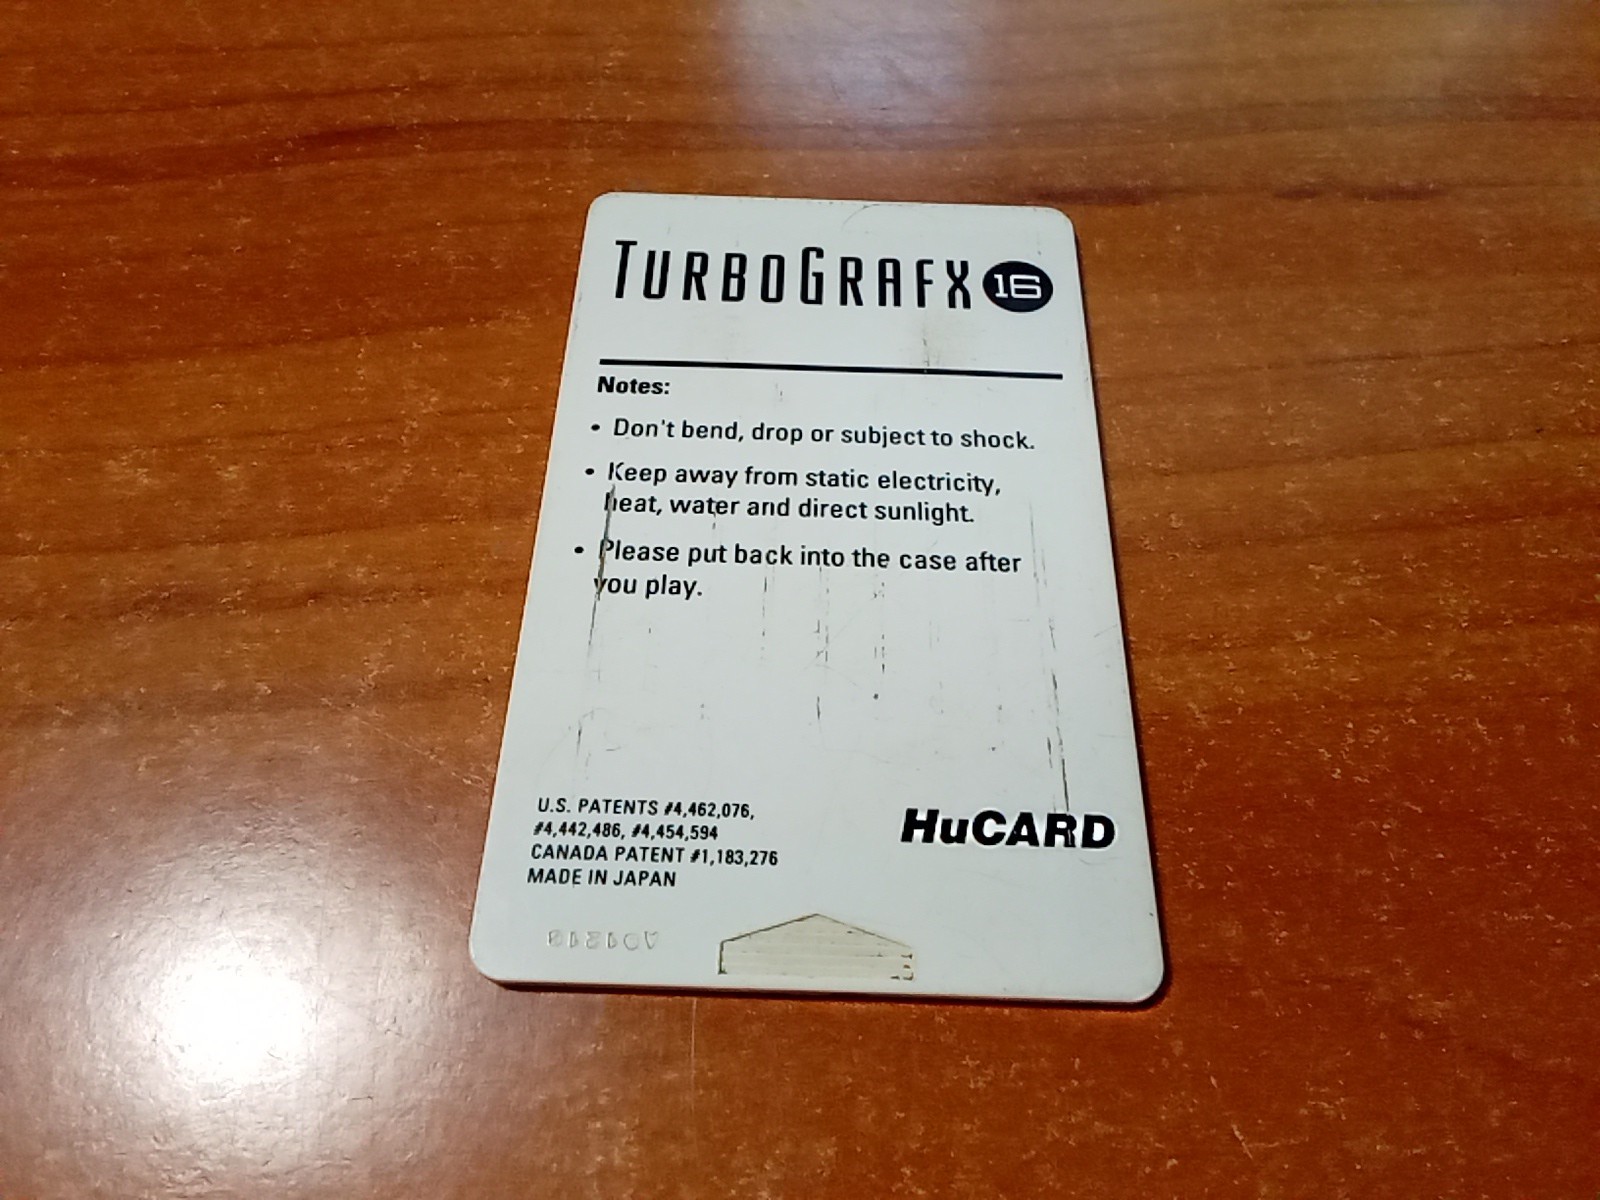 TURBOGRAFX 16
Notes:
• Don't bend, drop or subject to shock.
• Keep away from static electricity,
heat, water and direct sunlight.
• Please put back into the case after
you play.
U.S. PATENTS #4,462,076,
#4,442,486, #4,454,594
CANADA PATENT #1,183,276
MADE IN JAPAN
HuCARD